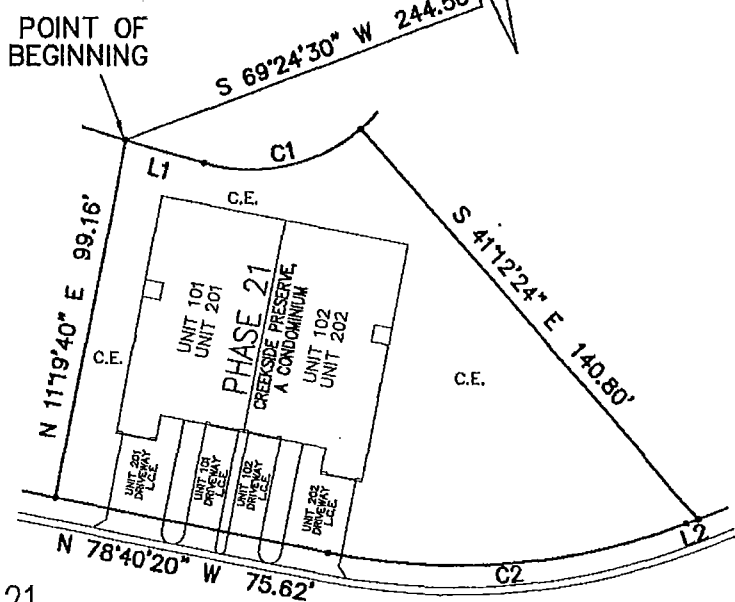 POINT OF
BEGINNING
S 69°24'30" W 244.50
L1
C1
C.E.
N 11°19'40" E 99.16'
S 41°12'24" E 140.80'
UNIT 101
UNIT 201
PHASE 21
CREEKSIDE PRESERVE,
A CONDOMINIUM
UNIT 102
UNIT 202
C.E.
C.E.
UNIT 201
DRIVEWAY
L.C.E.
UNIT 101
DRIVEWAY
L.C.E.
UNIT 102
DRIVEWAY
L.C.E.
UNIT 202
DRIVEWAY
L.C.E.
N 78°40'20" W 75.62'
C2
L2
21